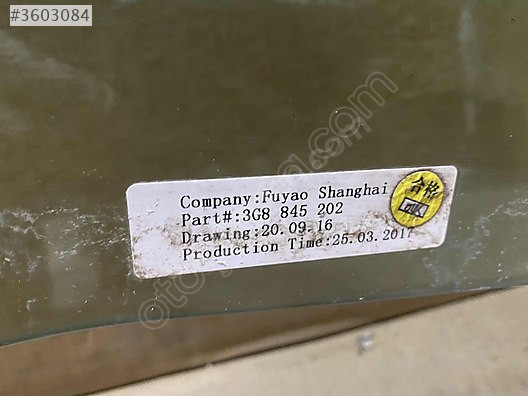 #3603084
Company:Fuyao Shanghai
Part#:3G8 845 202
Drawing:20.09.16
Production Time:25.03.2017
合格